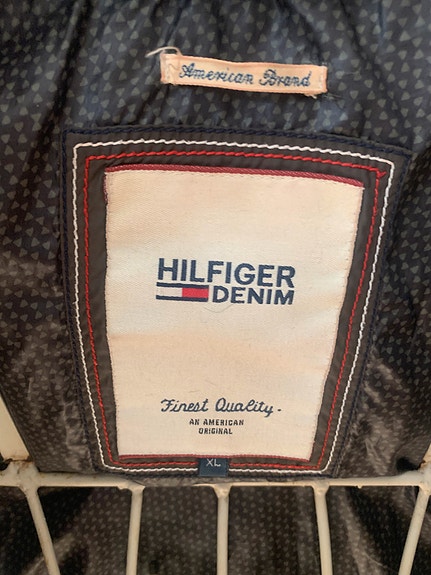 American Brand
HILFIGER
DENIM
Finest Quality.
AN AMERICAN
ORIGINAL
XL